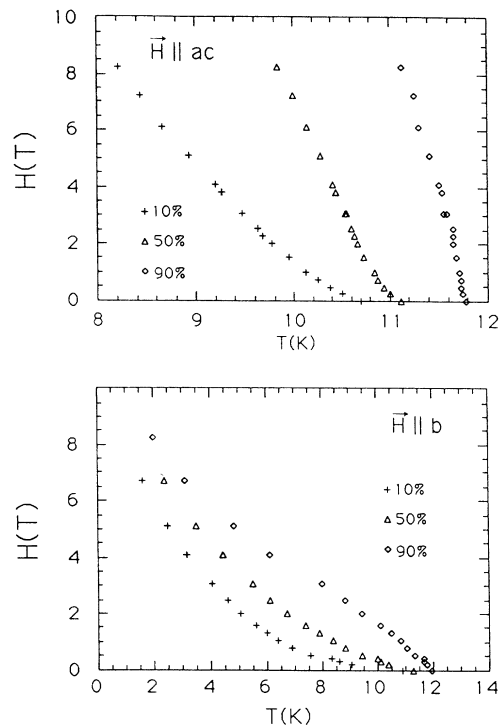 10
8
6
4
2
0
H(T)
H || ac
+ 10%
△ 50%
◇ 90%
8 9 10 11 12
T(K)
8
6
4
2
0
H(T)
H || b
+ 10%
△ 50%
◇ 90%
0 2 4 6 8 10 12 14
T(K)